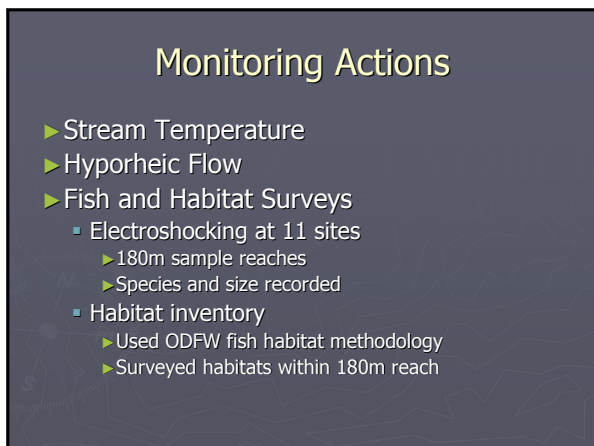 Monitoring Actions
►Stream Temperature
►Hyporheic Flow
►Fish and Habitat Surveys
▪ Electroshocking at 11 sites
►180m sample reaches
►Species and size recorded
▪ Habitat inventory
►Used ODFW fish habitat methodology
►Surveyed habitats within 180m reach
N
S